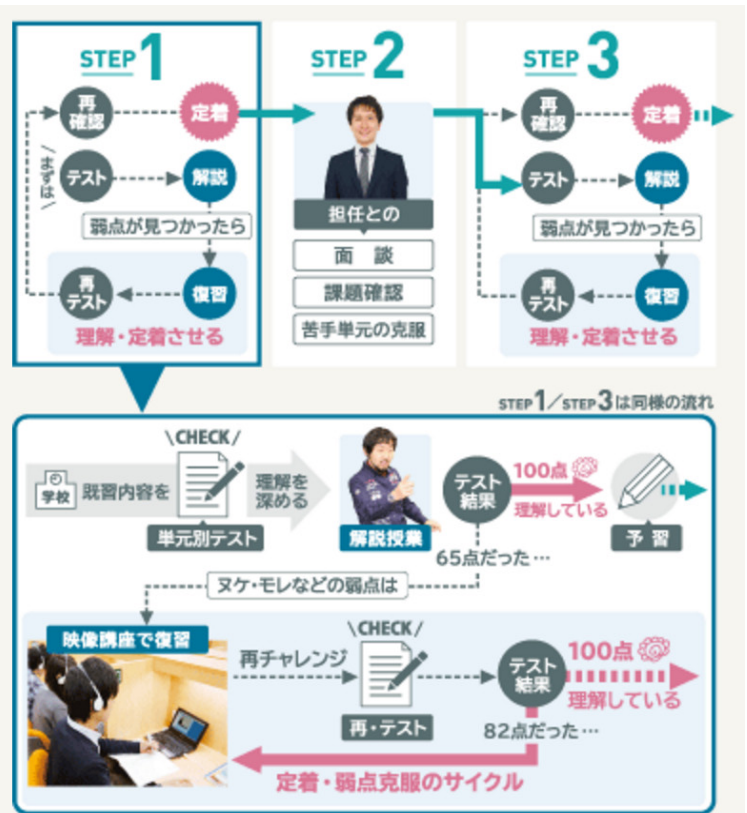 STEP 1
再
確認
定着
\まずは/
テスト
解説
弱点が見つかったら
再
テスト
復習
理解・定着させる
STEP 2
担任との
面 談
課題確認
苦手単元の克服
STEP 3
再
確認
定着
テスト
解説
弱点が見つかったら
再
テスト
復習
理解・定着させる
STEP1/STEP3は同様の流れ
\CHECK/
学校
既習内容を
単元別テスト
理解を
深める
解説授業
テスト
結果
100点
理解している
予 習
65点だった…
ヌケ・モレなどの弱点は
映像講座で復習
再チャレンジ
\CHECK/
再・テスト
テスト
結果
100点
理解している
82点だった…
定着・弱点克服のサイクル